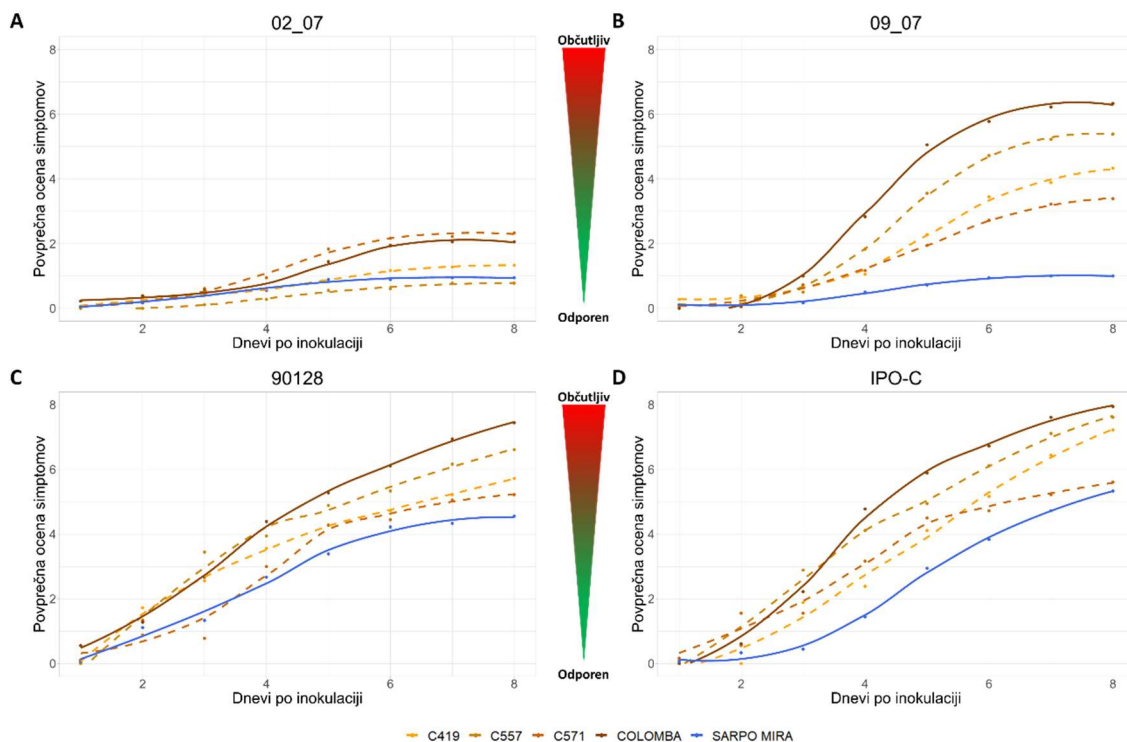 A
02_07
Povprečna ocena simptomov
8
6
4
2
0
2
4
6
8
Dnevi po inokulaciji
Občutljiv
Odporen
B
09_07
Povprečna ocena simptomov
8
6
4
2
0
2
4
6
8
Dnevi po inokulaciji
C
90128
Povprečna ocena simptomov
8
6
4
2
0
2
4
6
8
Dnevi po inokulaciji
Občutljiv
Odporen
D
IPO-C
Povprečna ocena simptomov
8
6
4
2
0
2
4
6
8
Dnevi po inokulaciji
C419 C557 C571 COLOMBA SARPO MIRA